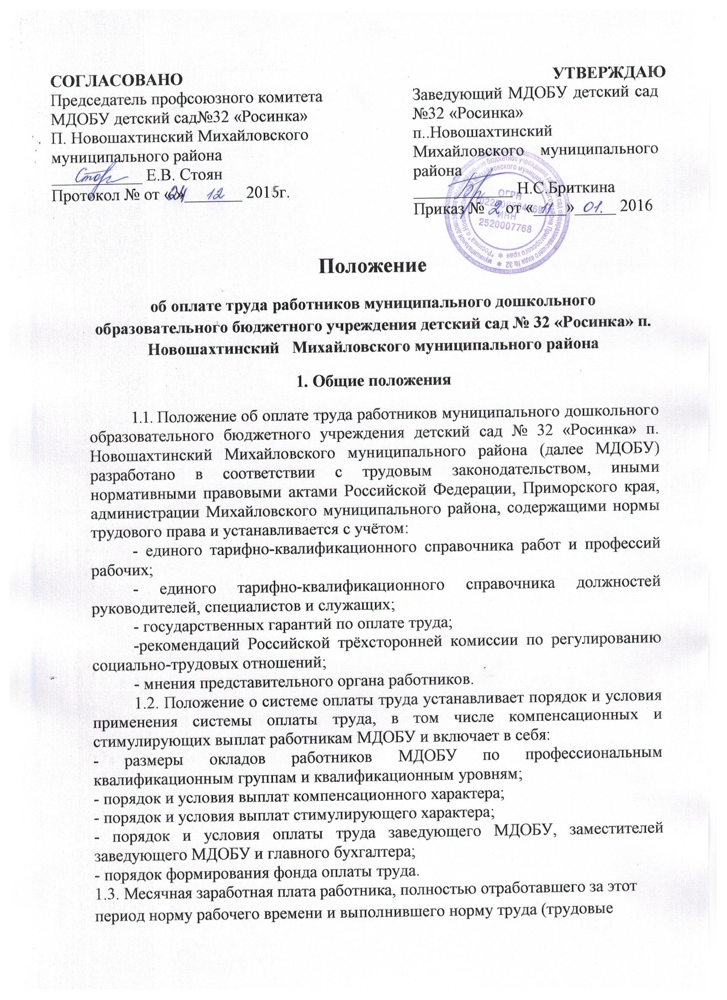 СОГЛАСОВАНО
Председатель профсоюзного комитета
МДОБУ детский сад№32 «Росинка»
П. Новошахтинский Михайловского
муниципального района
___________ Е.В. Стоян
Протокол № от «24» 12 2015г.
УТВЕРЖДАЮ
Заведующий МДОБУ детский сад
№32 «Росинка»
п..Новошахтинский
Михайловского муниципального
района
____________ Н.С.Бриткина
Приказ № 2 от «11» 01. 2016
ОГРН
ИНН
2520007768
Положение
об оплате труда работников муниципального дошкольного
образовательного бюджетного учреждения детский сад № 32 «Росинка» п.
Новошахтинский Михайловского муниципального района
1. Общие положения
1.1. Положение об оплате труда работников муниципального дошкольного
образовательного бюджетного учреждения детский сад № 32 «Росинка» п.
Новошахтинский Михайловского муниципального района (далее МДОБУ)
разработано в соответствии с трудовым законодательством, иными
нормативными правовыми актами Российской Федерации, Приморского края,
администрации Михайловского муниципального района, содержащими нормы
трудового права и устанавливается с учётом:
- единого тарифно-квалификационного справочника работ и профессий
рабочих;
- единого тарифно-квалификационного справочника должностей
руководителей, специалистов и служащих;
- государственных гарантий по оплате труда;
-рекомендаций Российской трёхсторонней комиссии по регулированию
социально-трудовых отношений;
- мнения представительного органа работников.
1.2. Положение о системе оплаты труда устанавливает порядок и условия
применения системы оплаты труда, в том числе компенсационных и
стимулирующих выплат работникам МДОБУ и включает в себя:
- размеры окладов работников МДОБУ по профессиональным
квалификационным группам и квалификационным уровням;
- порядок и условия выплат компенсационного характера;
- порядок и условия выплат стимулирующего характера;
- порядок и условия оплаты труда заведующего МДОБУ, заместителей
заведующего МДОБУ и главного бухгалтера;
- порядок формирования фонда оплаты труда.
1.3. Месячная заработная плата работника, полностью отработавшего за этот
период норму рабочего времени и выполнившего норму труда (трудовые